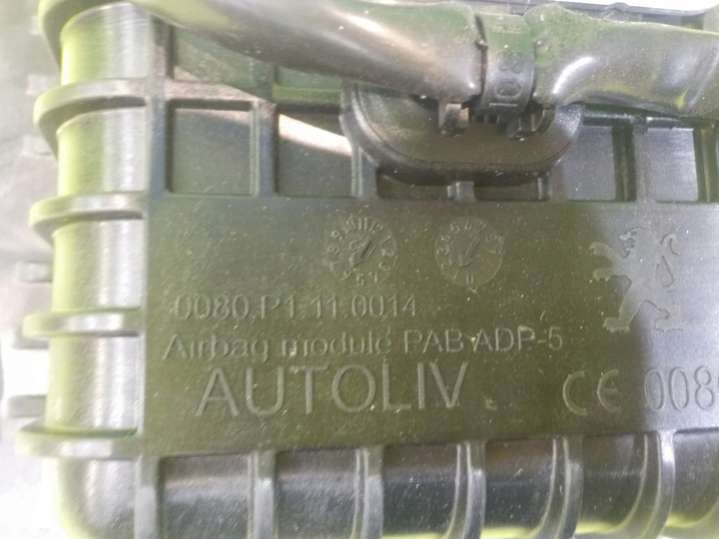 0080.P1.11.0014
Airbag module PAB ADP-5
AUTOLIV
CE 008